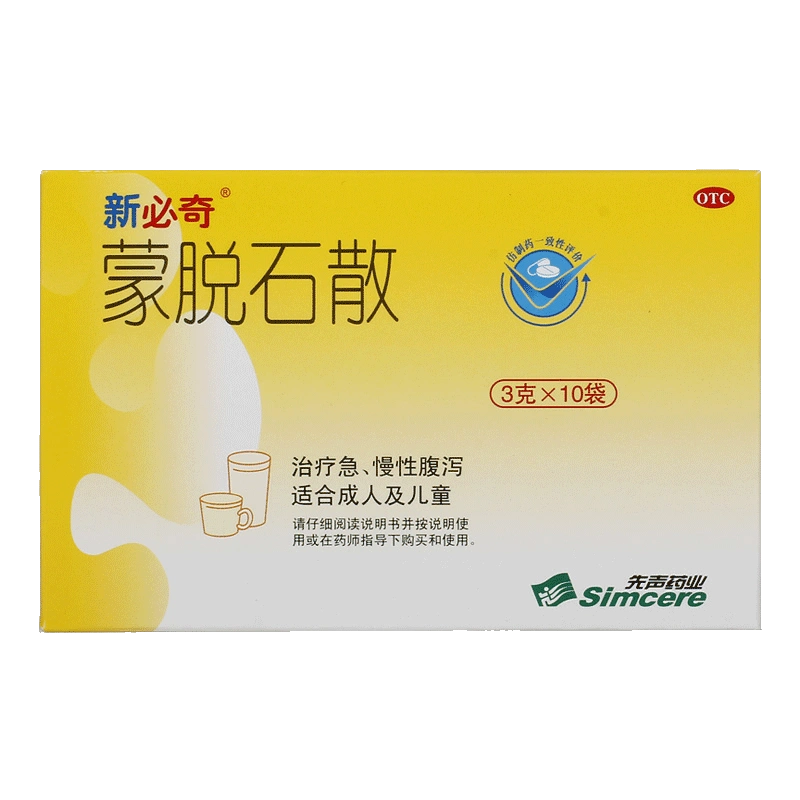 新必奇®
OTC
蒙脱石散
仿制药一致性评价
3克×10袋
治疗急、慢性腹泻
适合成人及儿童
请仔细阅读说明书并按说明使
用或在药师指导下购买和使用。
先声药业
Simcere